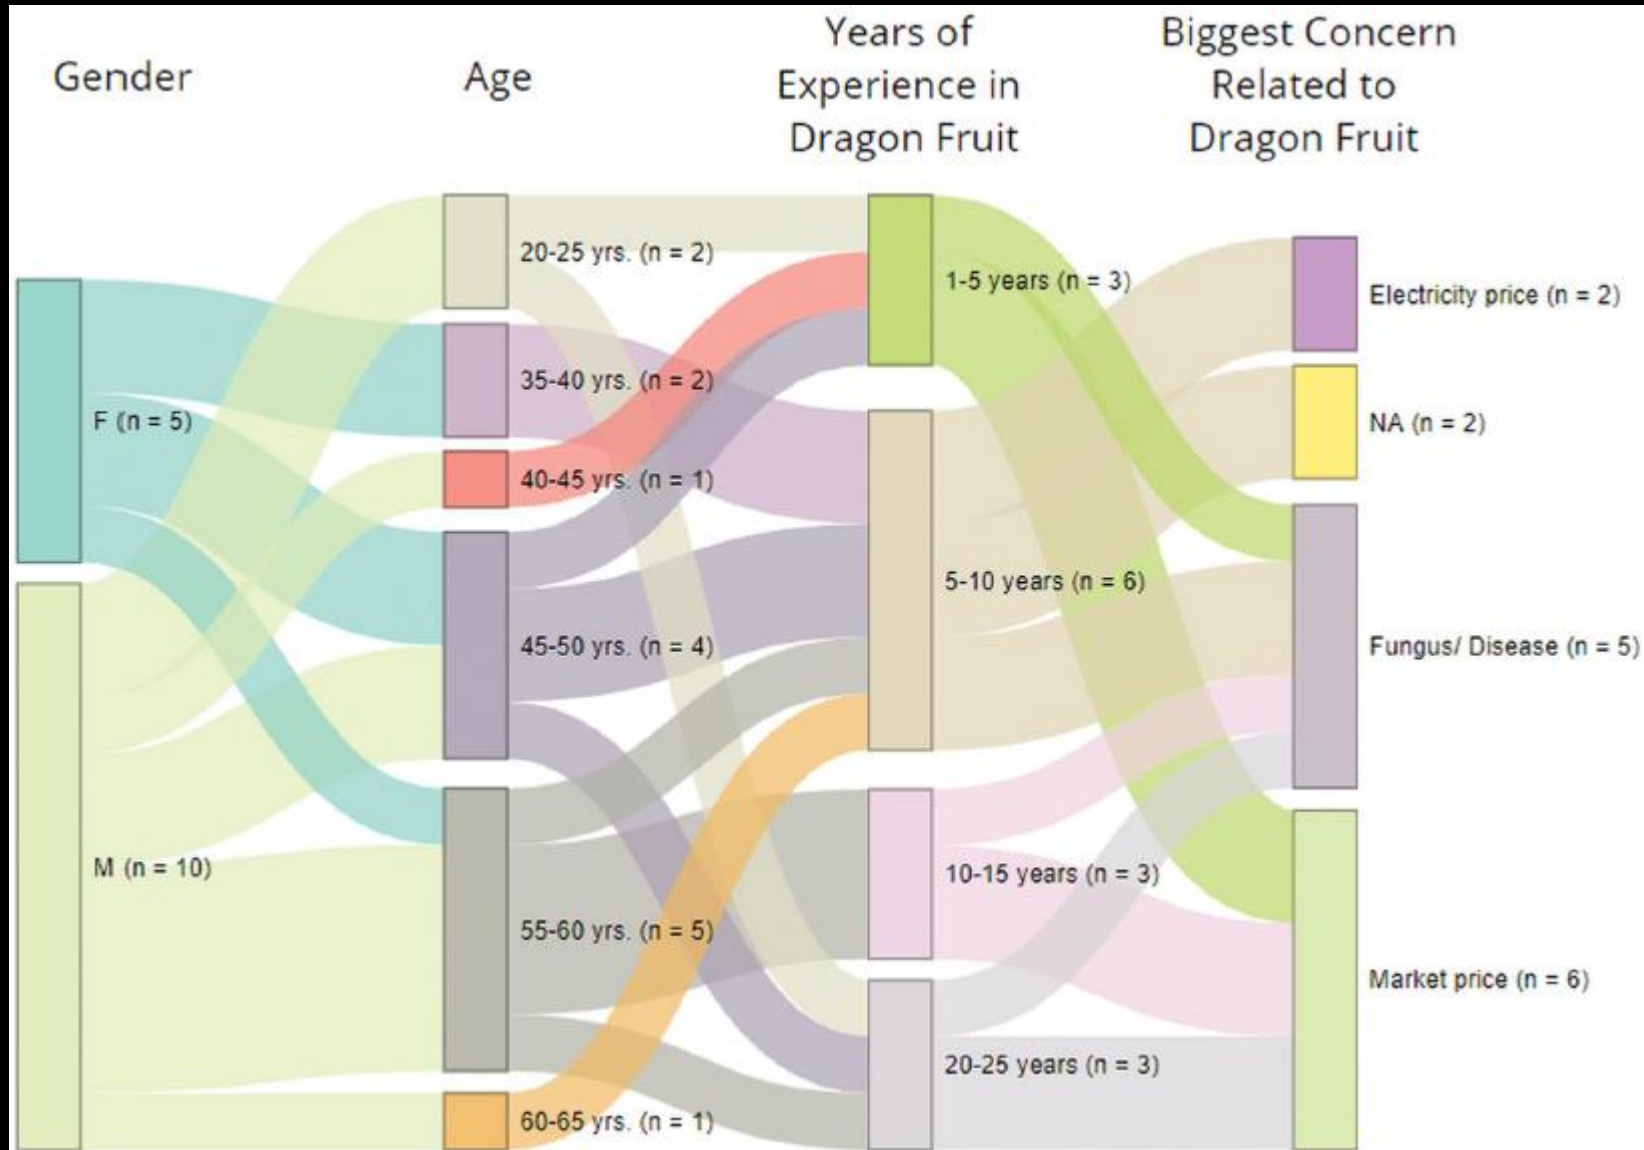 Gender
Age
Years of
Experience in
Dragon Fruit
Biggest Concern
Related to
Dragon Fruit
F (n = 5)
M (n = 10)
20-25 yrs. (n = 2)
35-40 yrs. (n = 2)
40-45 yrs. (n = 1)
45-50 yrs. (n = 4)
55-60 yrs. (n = 5)
60-65 yrs. (n = 1)
1-5 years (n = 3)
5-10 years (n = 6)
10-15 years (n = 3)
20-25 years (n = 3)
Electricity price (n = 2)
NA (n = 2)
Fungus/ Disease (n = 5)
Market price (n = 6)